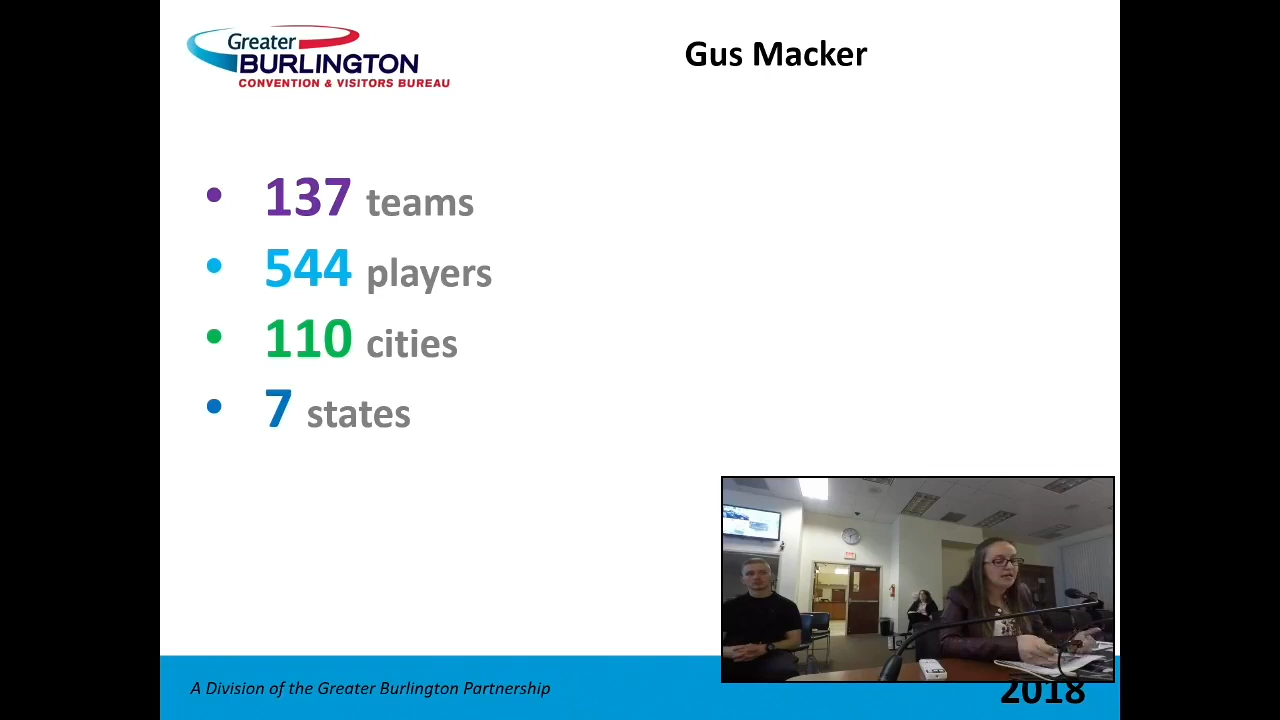 Greater
BURLINGTON
CONVENTION & VISITORS BUREAU
Gus Macker
• 137 teams
• 544 players
• 110 cities
• 7 states
A Division of the Greater Burlington Partnership
2018